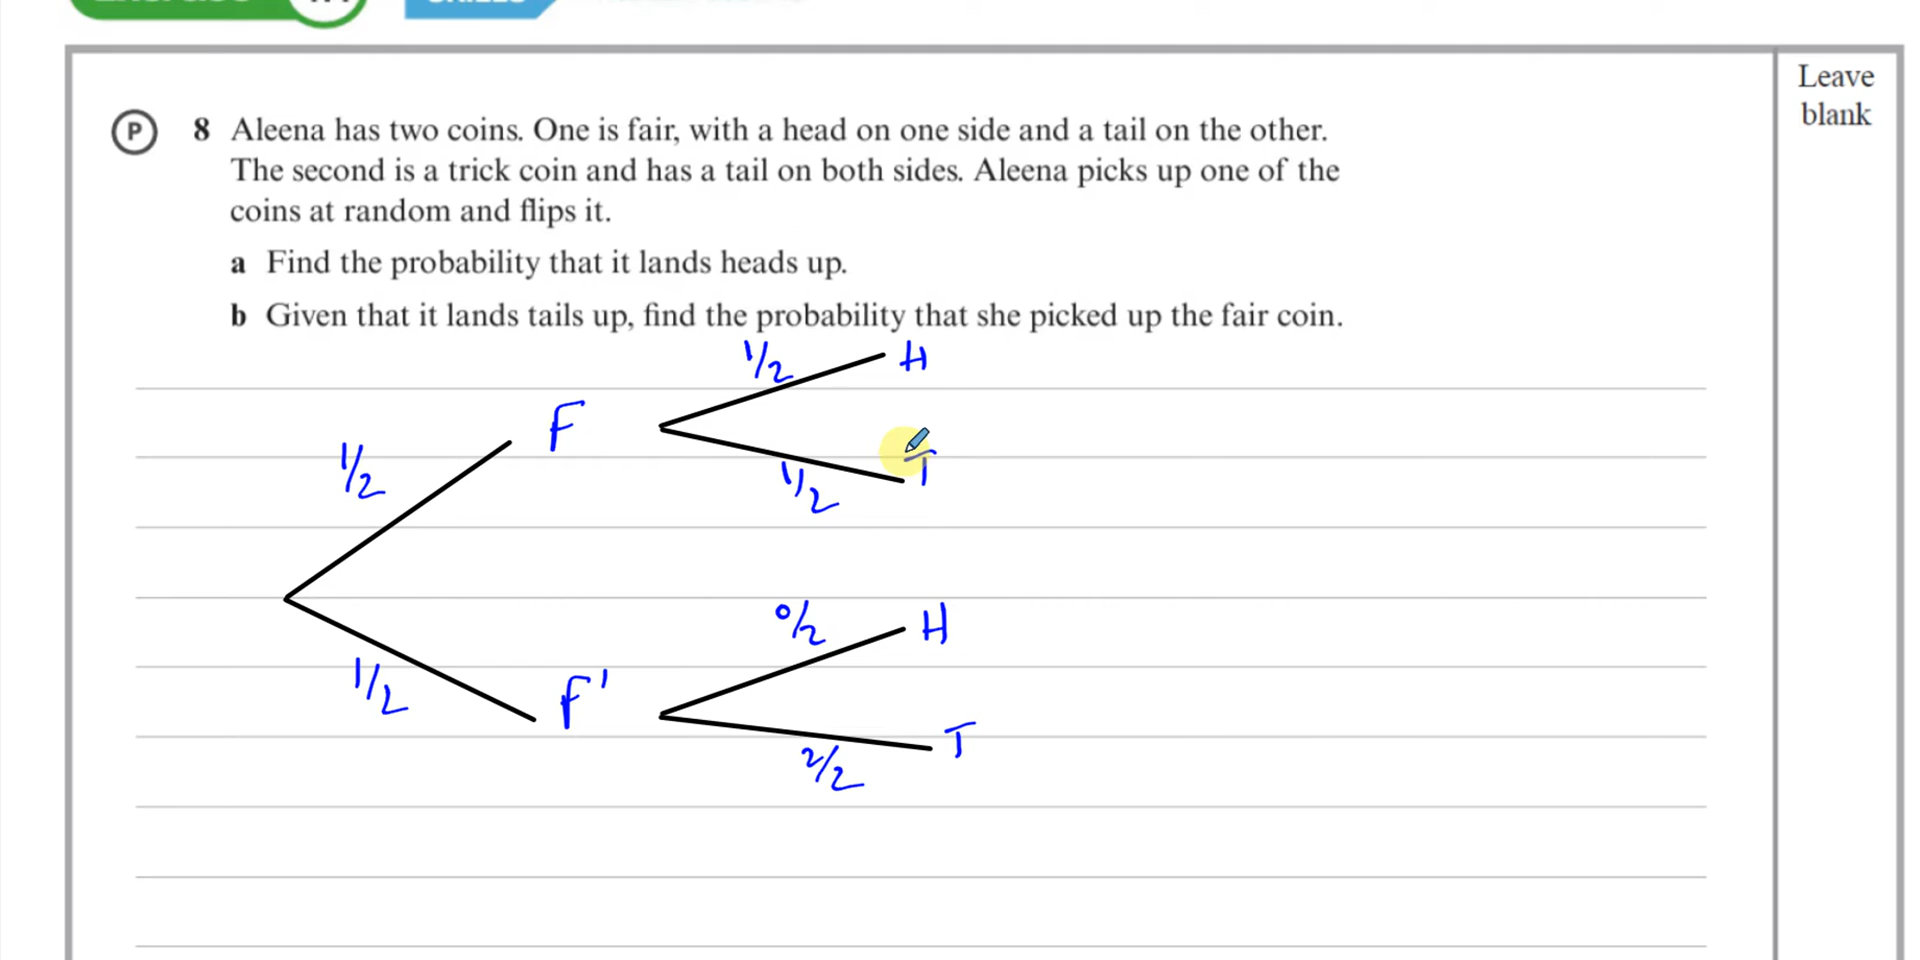 Leave
blank
P
8 Aleena has two coins. One is fair, with a head on one side and a tail on the other.
The second is a trick coin and has a tail on both sides. Aleena picks up one of the
coins at random and flips it.
a Find the probability that it lands heads up.
b Given that it lands tails up, find the probability that she picked up the fair coin.
1/2 H
F
1/2
T
1/2
0/2 H
1/2
F'
T
2/2